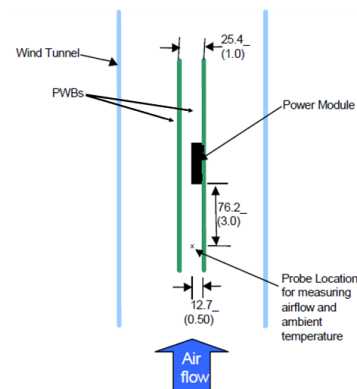 25.4_
(1.0)
Wind Tunnel
PWBs
Power Module
76.2_
(3.0)
x
Probe Location
for measuring
airflow and
ambient
temperature
12.7_
(0.50)
Air
flow